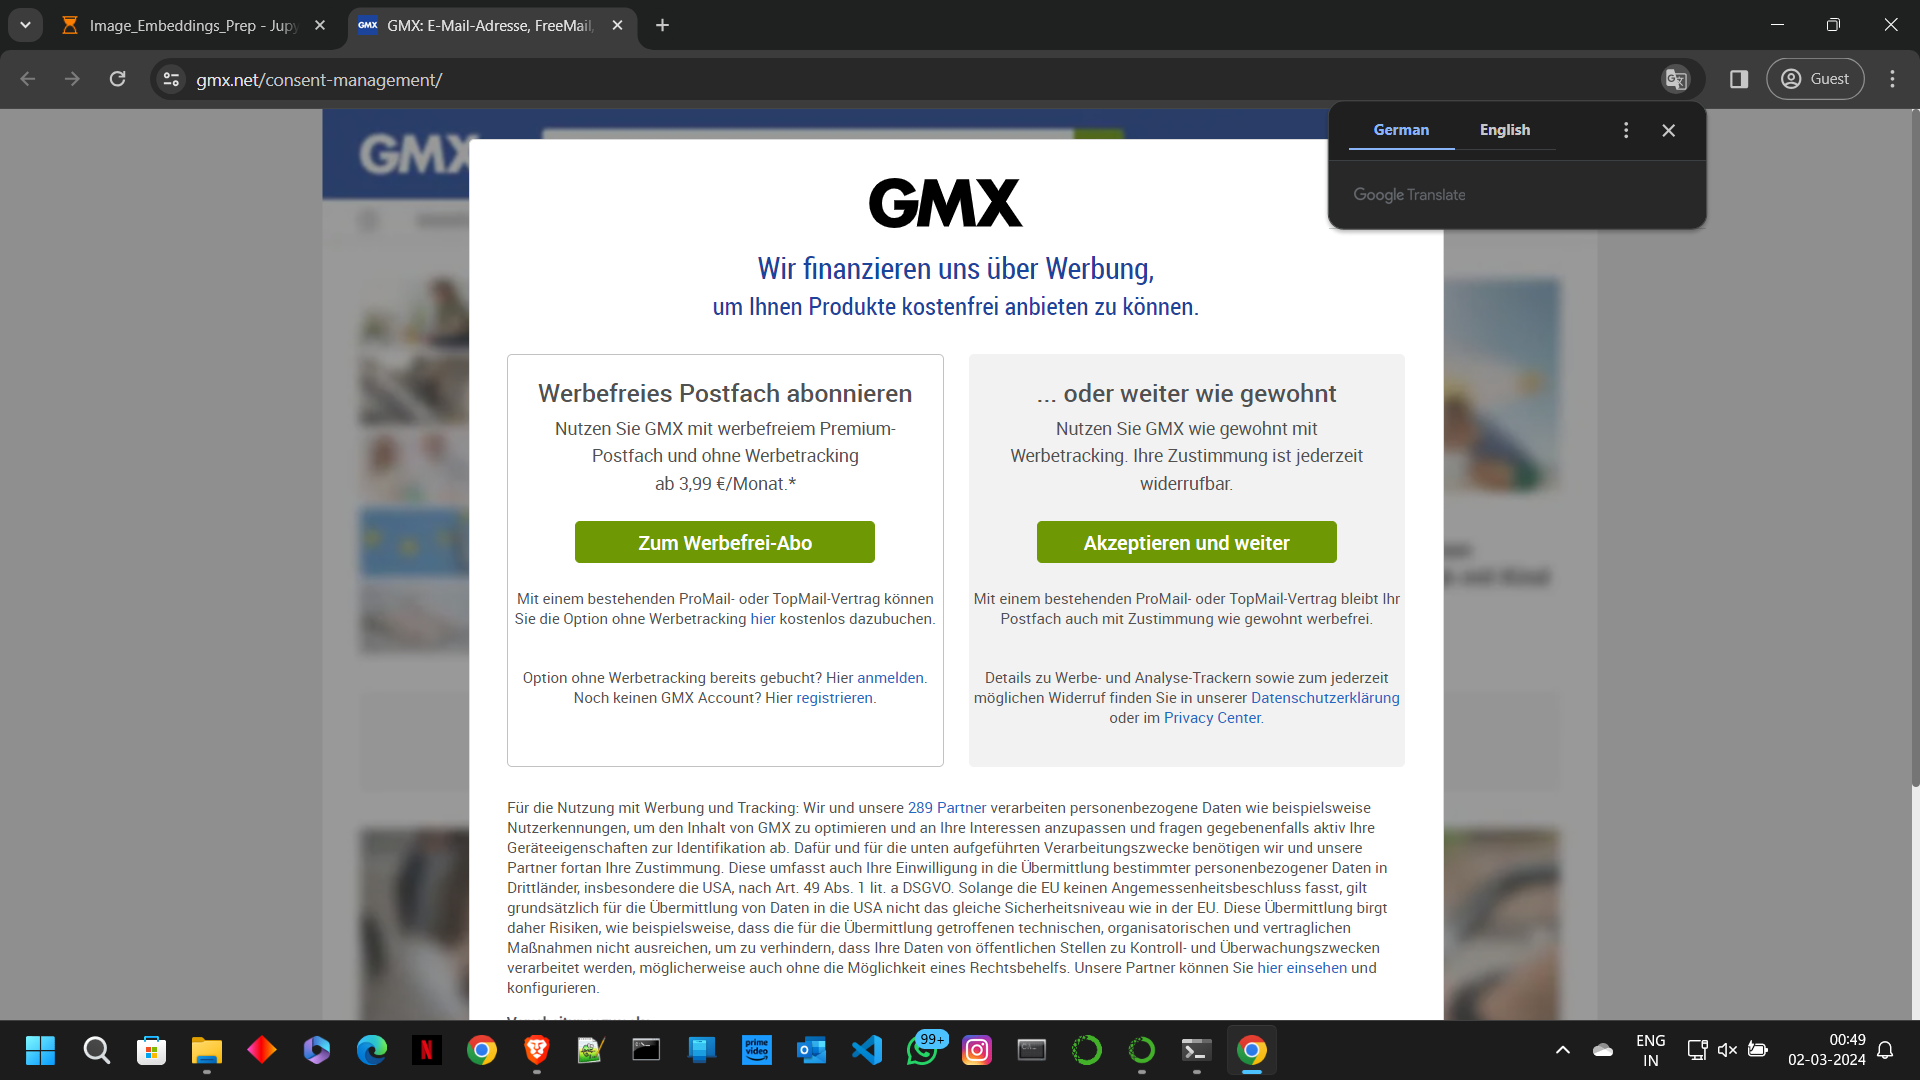 Image_Embeddings_Prep - Jupy
GMX: E-Mail-Adresse, FreeMail,
gmx.net/consent-management/
Guest
German
English
Google Translate
GMX
GMX
Wir finanzieren uns über Werbung,
um Ihnen Produkte kostenfrei anbieten zu können.
Werbefreies Postfach abonnieren
Nutzen Sie GMX mit werbefreiem Premium-
Postfach und ohne Werbetracking
ab 3,99 €/Monat.*
Zum Werbefrei-Abo
Mit einem bestehenden ProMail- oder TopMail-Vertrag können
Sie die Option ohne Werbetracking hier kostenlos dazubuchen.
Option ohne Werbetracking bereits gebucht? Hier anmelden.
Noch keinen GMX Account? Hier registrieren.
... oder weiter wie gewohnt
Nutzen Sie GMX wie gewohnt mit
Werbetracking. Ihre Zustimmung ist jederzeit
widerrufbar.
Akzeptieren und weiter
Mit einem bestehenden ProMail- oder TopMail-Vertrag bleibt Ihr
Postfach auch mit Zustimmung wie gewohnt werbefrei.
Details zu Werbe- und Analyse-Trackern sowie zum jederzeit
möglichen Widerruf finden Sie in unserer Datenschutzerklärung
oder im Privacy Center.
Für die Nutzung mit Werbung und Tracking: Wir und unsere 289 Partner verarbeiten personenbezogene Daten wie beispielsweise
Nutzerkennungen, um den Inhalt von GMX zu optimieren und an Ihre Interessen anzupassen und fragen gegebenenfalls aktiv Ihre
Geräteeigenschaften zur Identifikation ab. Dafür und für die unten aufgeführten Verarbeitungszwecke benötigen wir und unsere
Partner fortan Ihre Zustimmung. Diese umfasst auch Ihre Einwilligung in die Übermittlung bestimmter personenbezogener Daten in
Drittländer, insbesondere die USA, nach Art. 49 Abs. 1 lit. a DSGVO. Solange die EU keinen Angemessenheitsbeschluss fasst, gilt
grundsätzlich für die Übermittlung von Daten in die USA nicht das gleiche Sicherheitsniveau wie in der EU. Diese Übermittlung birgt
daher Risiken, wie beispielsweise, dass die für die Übermittlung getroffenen technischen, organisatorischen und vertraglichen
Maßnahmen nicht ausreichen, um zu verhindern, dass Ihre Daten von öffentlichen Stellen zu Kontroll- und Überwachungszwecken
verarbeitet werden, möglicherweise auch ohne die Möglichkeit eines Rechtsbehelfs. Unsere Partner können Sie hier einsehen und
konfigurieren.
prime
video
99+
ENG
IN
00:49
02-03-2024